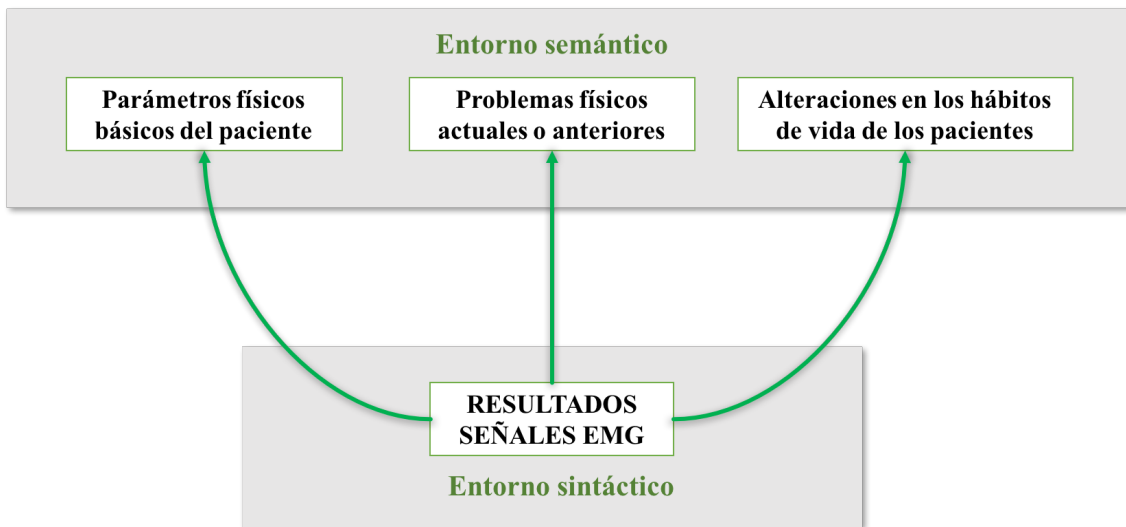 Entorno semántico
Parámetros físicos
básicos del paciente
Problemas físicos
actuales o anteriores
Alteraciones en los hábitos
de vida de los pacientes
RESULTADOS
SEÑALES EMG
Entorno sintáctico